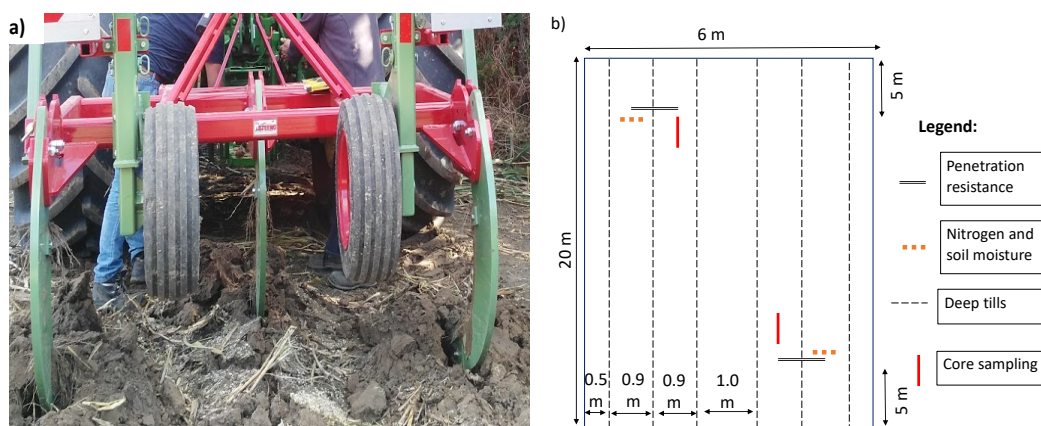 a)
STEENO
b)
6 m
20 m
5 m
5 m
0.5
m
0.9
m
0.9
m
1.0
m
Legend:
Penetration
resistance
Nitrogen and
soil moisture
Deep tills
Core sampling